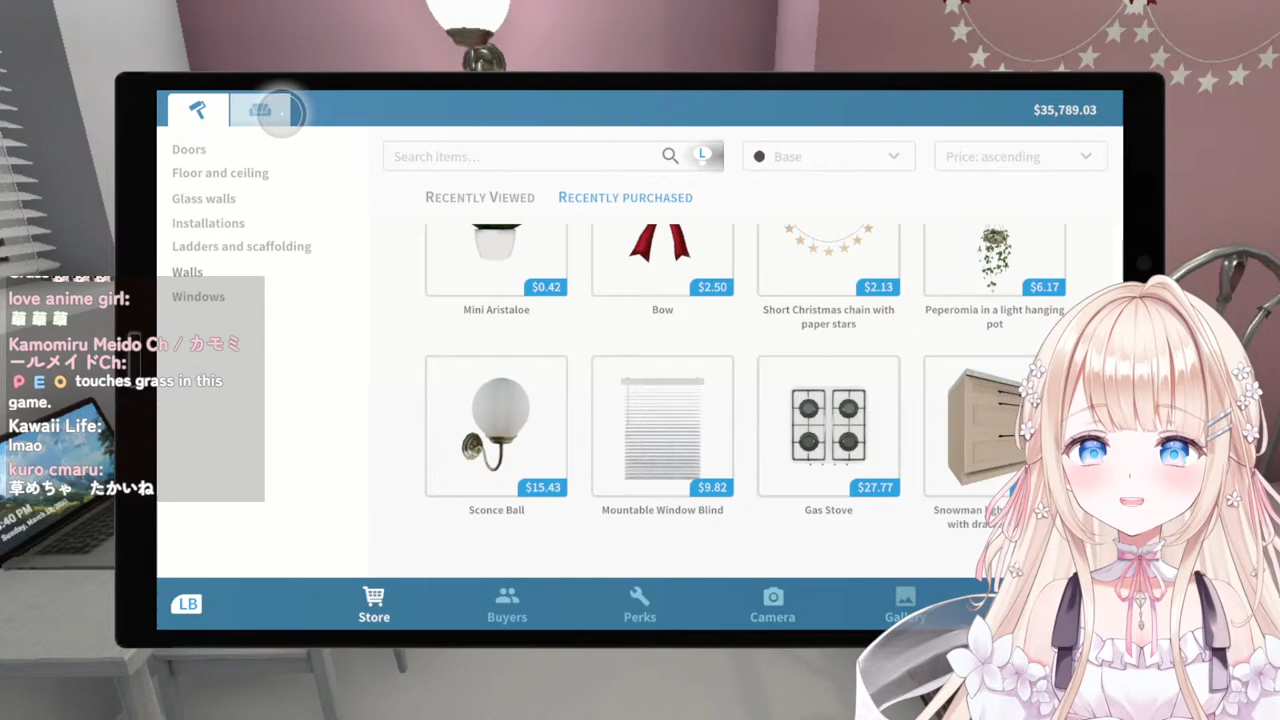 $35,789.03
Doors
Search items...
L
Base
Price: ascending
Floor and ceiling
Glass walls
RECENTLY VIEWED
RECENTLY PURCHASED
Installations
Ladders and scaffolding
Walls
Windows
$0.42
$2.50
$2.13
$6.17
Mini Aristaloe
Bow
Short Christmas chain with
paper stars
Peperomia in a light hanging
pot
love anime girl:
草 草 草
Kamomiru Meido Ch / カモミ
ールメイドCh:
P E O touches grass in this
game.
Kawaii Life:
lmao
kuro cmaru:
草めちゃ たかいね
$15.43
$9.82
$27.77
Sconce Ball
Mountable Window Blind
Gas Stove
Snowman
:40 PM
LB
Store
Buyers
Perks
Camera
Gallery